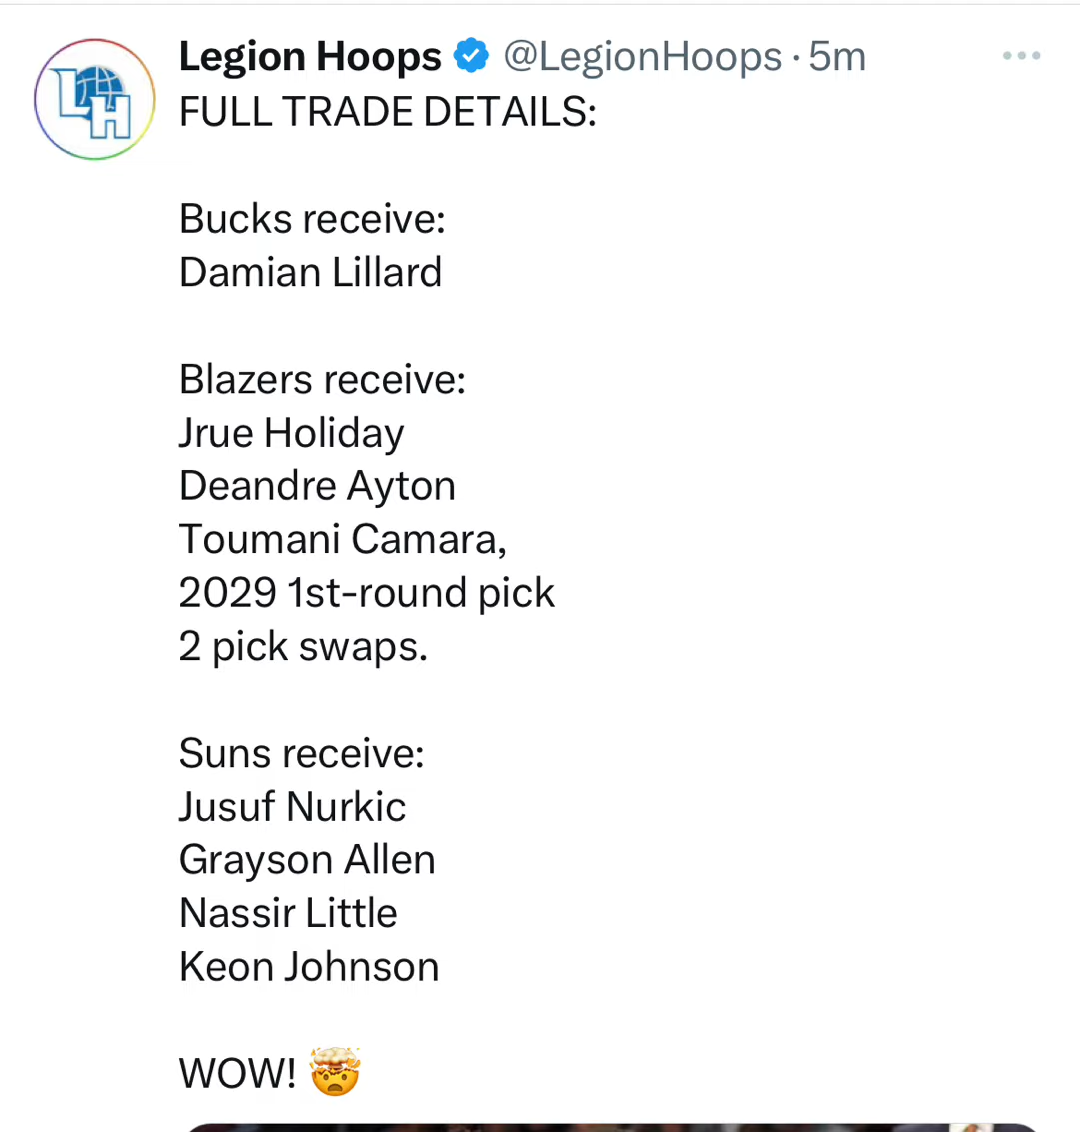 Legion Hoops @LegionHoops · 5m
LH
FULL TRADE DETAILS:
Bucks receive:
Damian Lillard
Blazers receive:
Jrue Holiday
Deandre Ayton
Toumani Camara,
2029 1st-round pick
2 pick swaps.
Suns receive:
Jusuf Nurkic
Grayson Allen
Nassir Little
Keon Johnson
WOW! 🤯